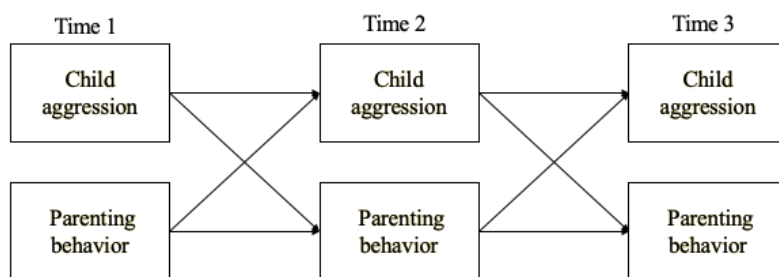 Time 1
Time 2
Time 3
Child
aggression
Child
aggression
Child
aggression
Parenting
behavior
Parenting
behavior
Parenting
behavior